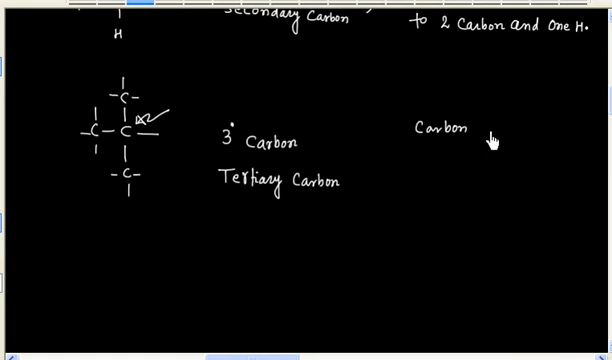 Secondary Carbon
to 2 Carbon and One H.
H
C
C C
3° Carbon
Carbon
C
Tertiary Carbon